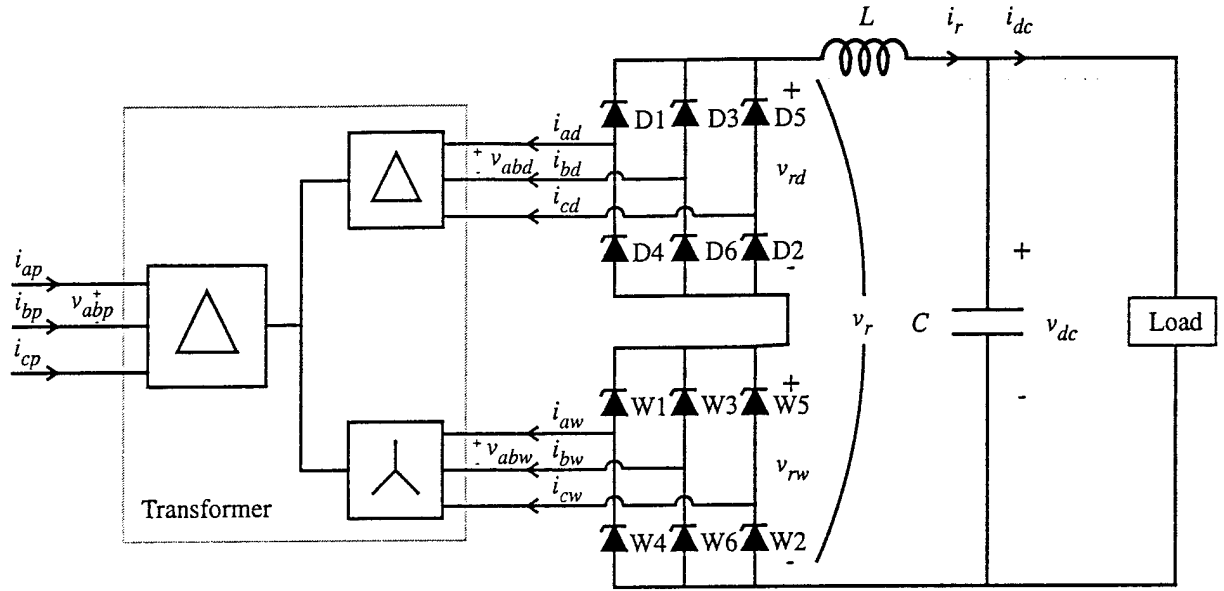 L
i_r
i_dc
+
D1
D3
D5
i_ad
+
v_abd
-
i_bd
v_rd
i_cd
D4
D6
D2
-
+
i_ap
v_abp
+
-
i_bp
i_cp
v_r
C
v_dc
Load
+
W1
W3
W5
-
i_aw
+
v_abw
-
i_bw
v_rw
i_cw
Transformer
W4
W6
W2
-